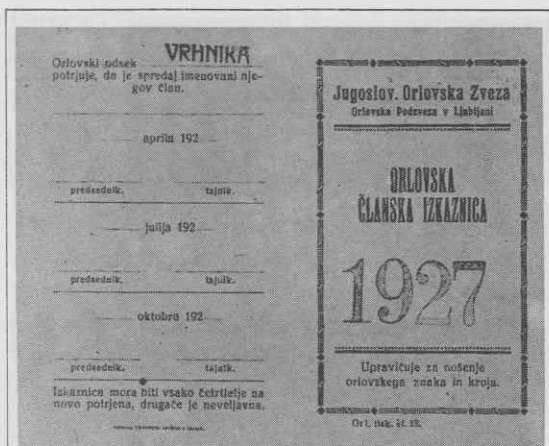 Orlovski odsek VRHNIKA
potrjuje, da je spredaj imenovani nje-
gov član.
aprila 192
predsednik. tajnik.
julija 192
predsednik. tajnik.
oktobra 192
predsednik. tajnik.
Izkaznica mora biti vsako četrtletje na
novo potrjena, drugače je neveljavna.
Jugoslov. Orlovska Zveza
Orlovska Podzveza v Ljubljani
ORLOVSKA
ČLANSKA IZKAZNICA
1927
Upravičuje za nošenje
orlovskega znaka in kroja.
Orl. tisk. št. 12.